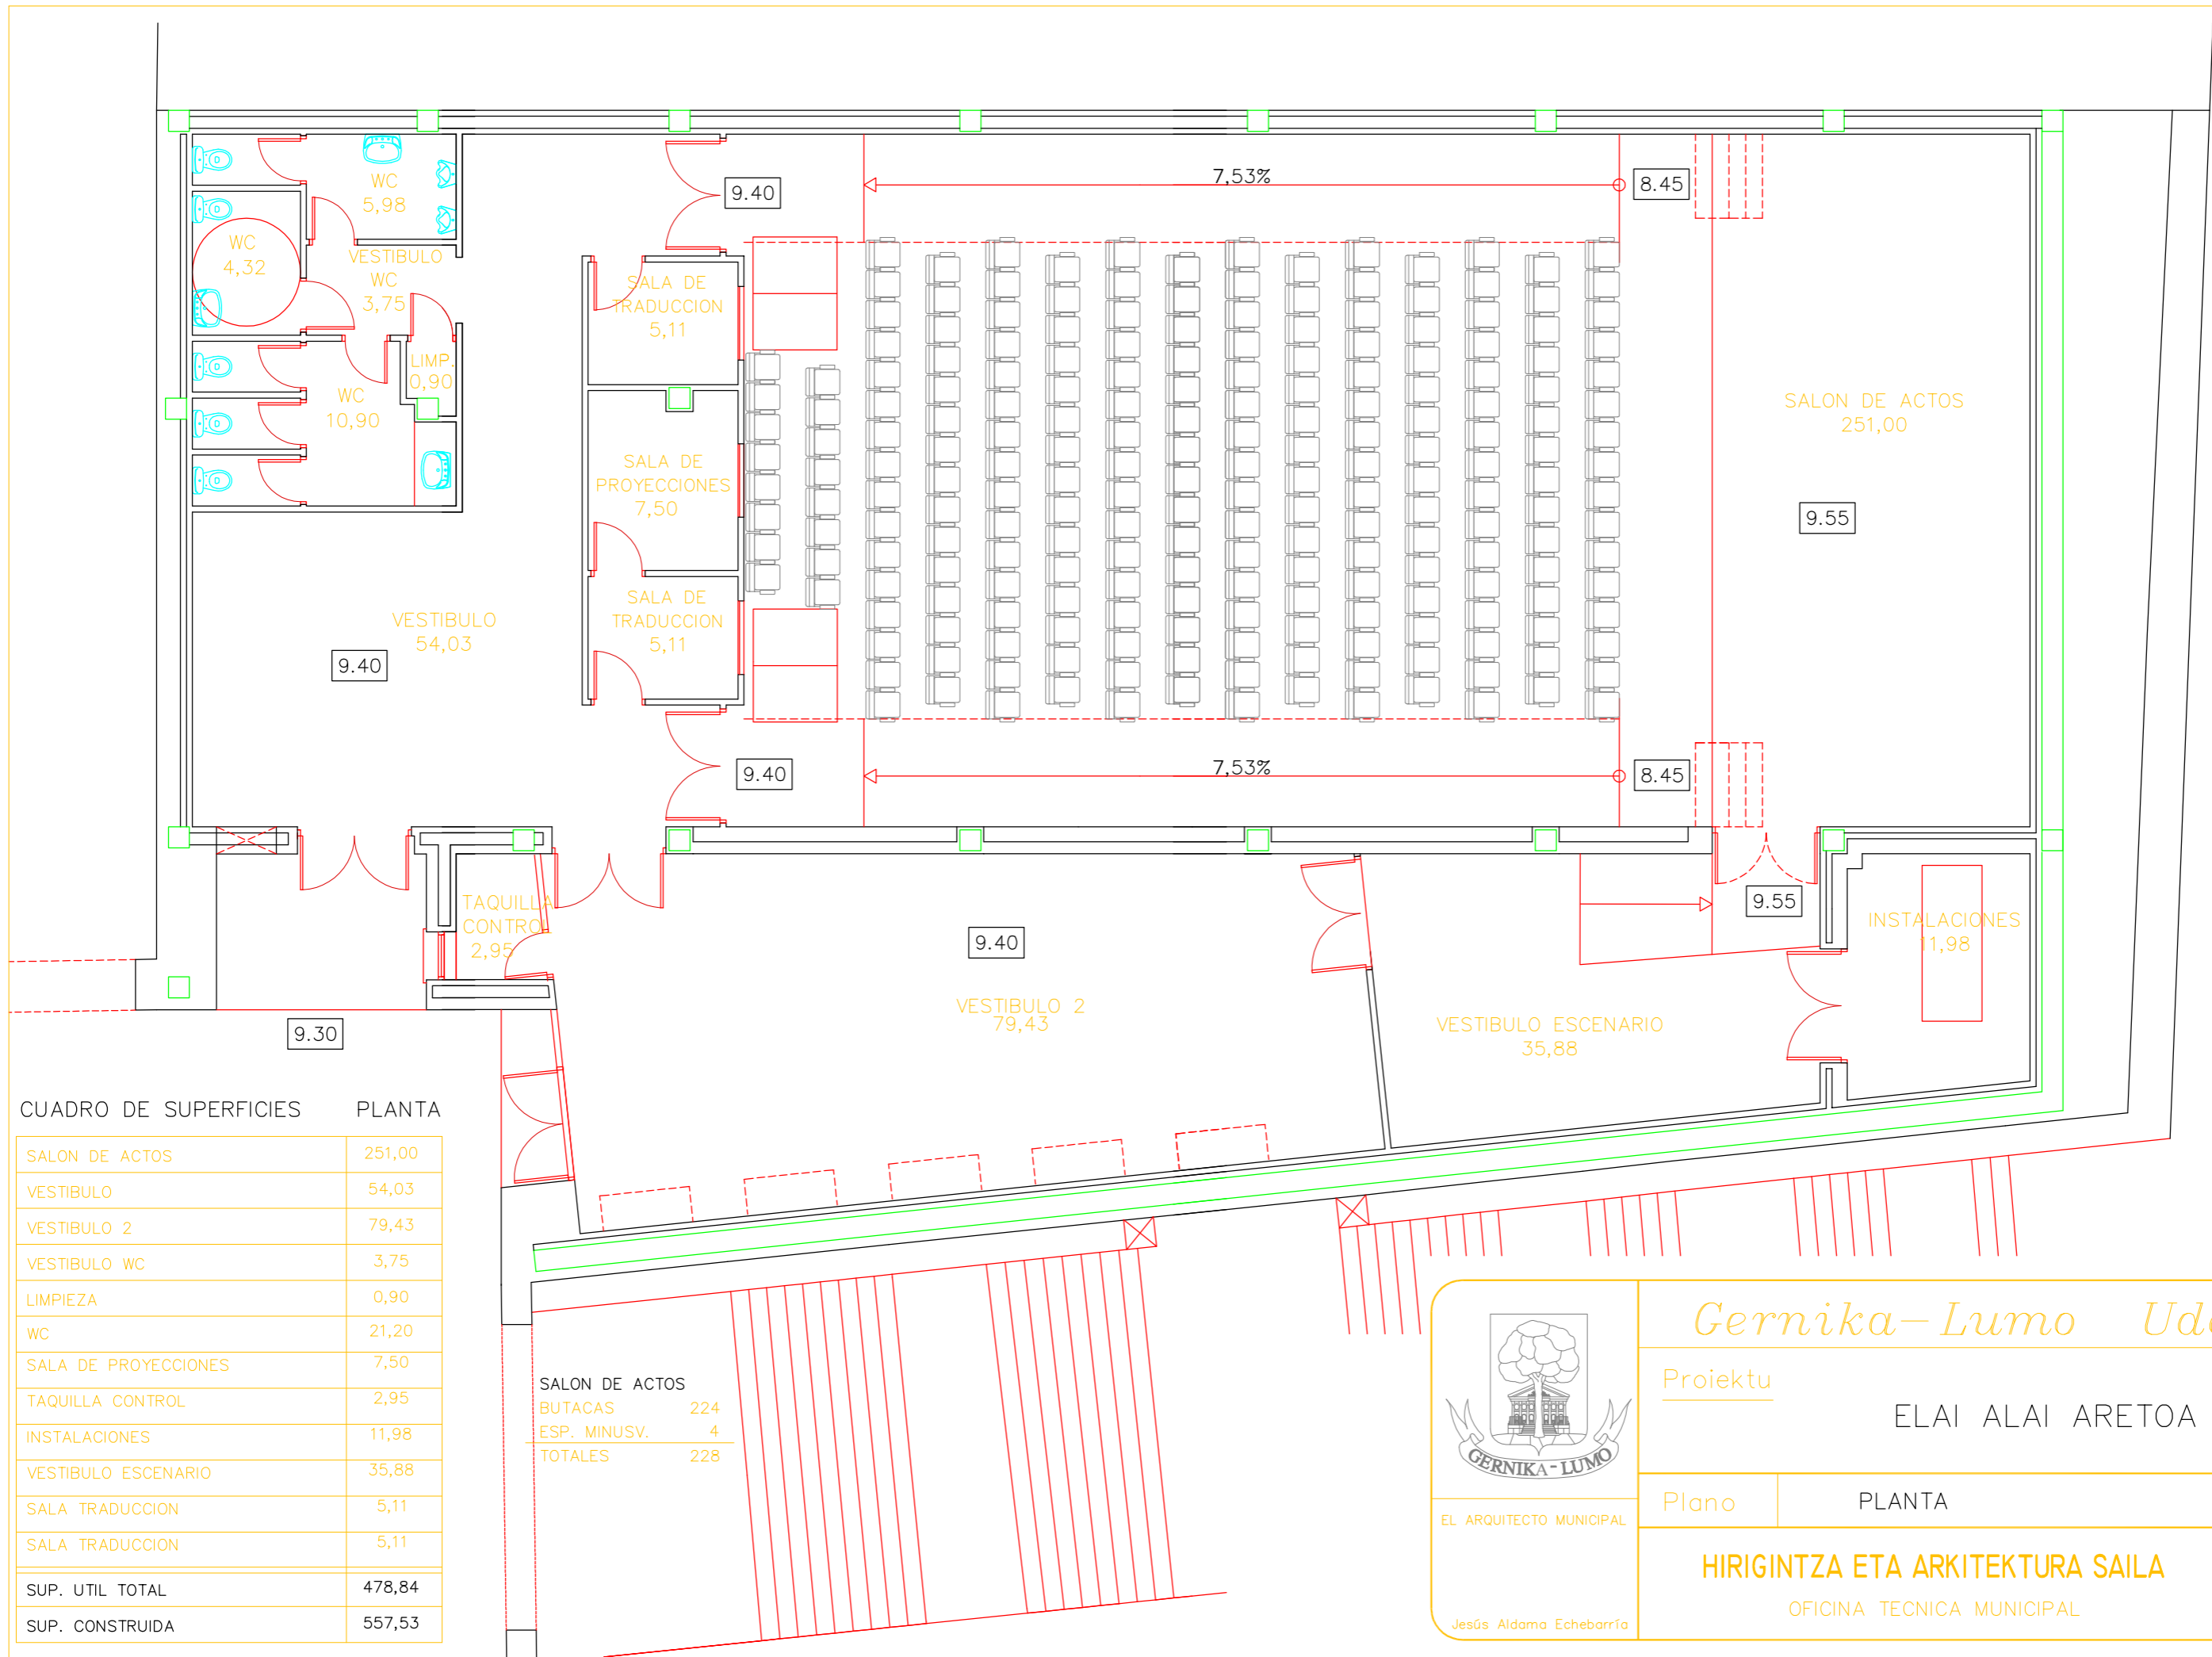 WC
5,98
WC
4,32
VESTIBULO
WC
3,75
LIMP.
0,90
WC
10,90
9.40
7,53%
8.45
SALA DE
TRADUCCION
5,11
SALA DE
PROYECCIONES
7,50
SALA DE
TRADUCCION
5,11
SALON DE ACTOS
251,00
9.55
VESTIBULO
54,03
9.40
9.40
7,53%
8.45
TAQUILLA
CONTROL
2,95
9.40
VESTIBULO 2
79,43
9.55
INSTALACIONES
11,98
VESTIBULO ESCENARIO
35,88
9.30
CUADRO DE SUPERFICIES PLANTA
SALON DE ACTOS 251,00
VESTIBULO 54,03
VESTIBULO 2 79,43
VESTIBULO WC 3,75
LIMPIEZA 0,90
WC 21,20
SALA DE PROYECCIONES 7,50
TAQUILLA CONTROL 2,95
INSTALACIONES 11,98
VESTIBULO ESCENARIO 35,88
SALA TRADUCCION 5,11
SALA TRADUCCION 5,11
SUP. UTIL TOTAL 478,84
SUP. CONSTRUIDA 557,53
SALON DE ACTOS
BUTACAS 224
ESP. MINUSV. 4
TOTALES 228
GERNIKA-LUMO
EL ARQUITECTO MUNICIPAL
Jesús Aldama Echebarría
Gernika-Lumo
Proiektu
ELAI ALAI ARETOA
Plano PLANTA
HIRIGINTZA ETA ARKITEKTURA SAILA
OFICINA TECNICA MUNICIPAL